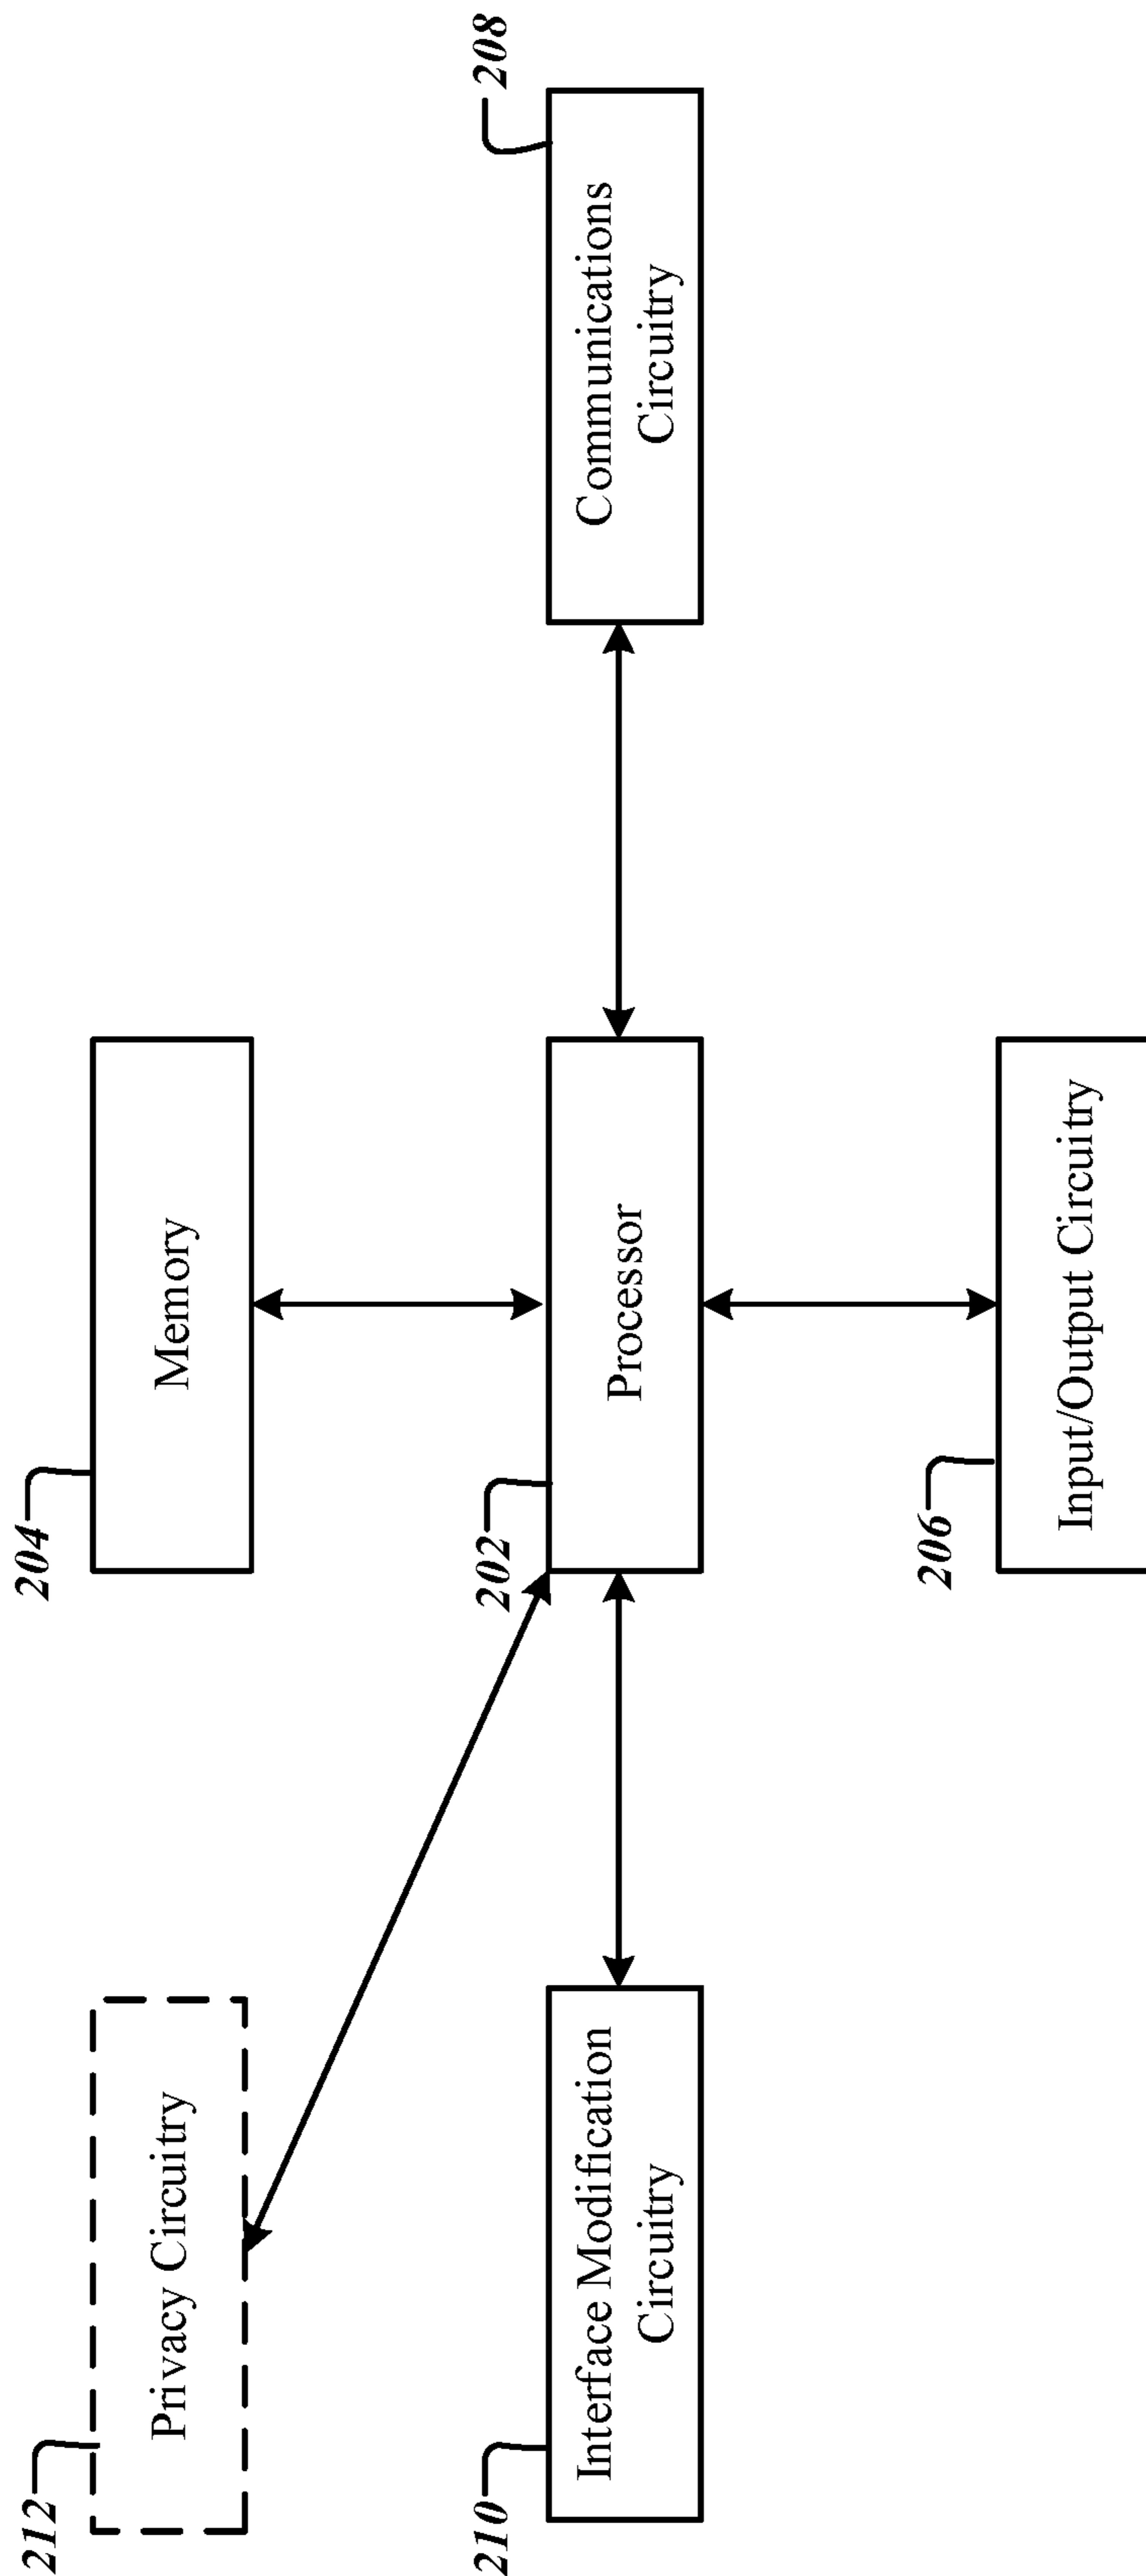 212
Privacy Circuitry
204
Memory
210
Interface Modification
Circuitry
202
Processor
208
Communications
Circuitry
206
Input/Output Circuitry